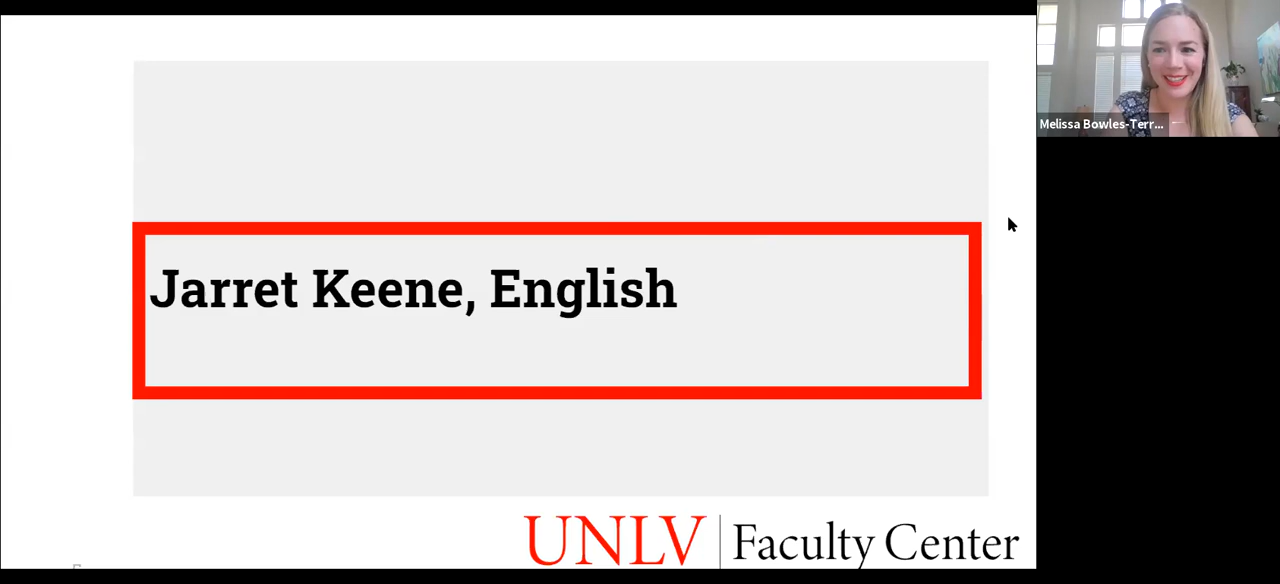 Melissa Bowles-Terr...
Jarret Keene, English
UNLV | Faculty Center